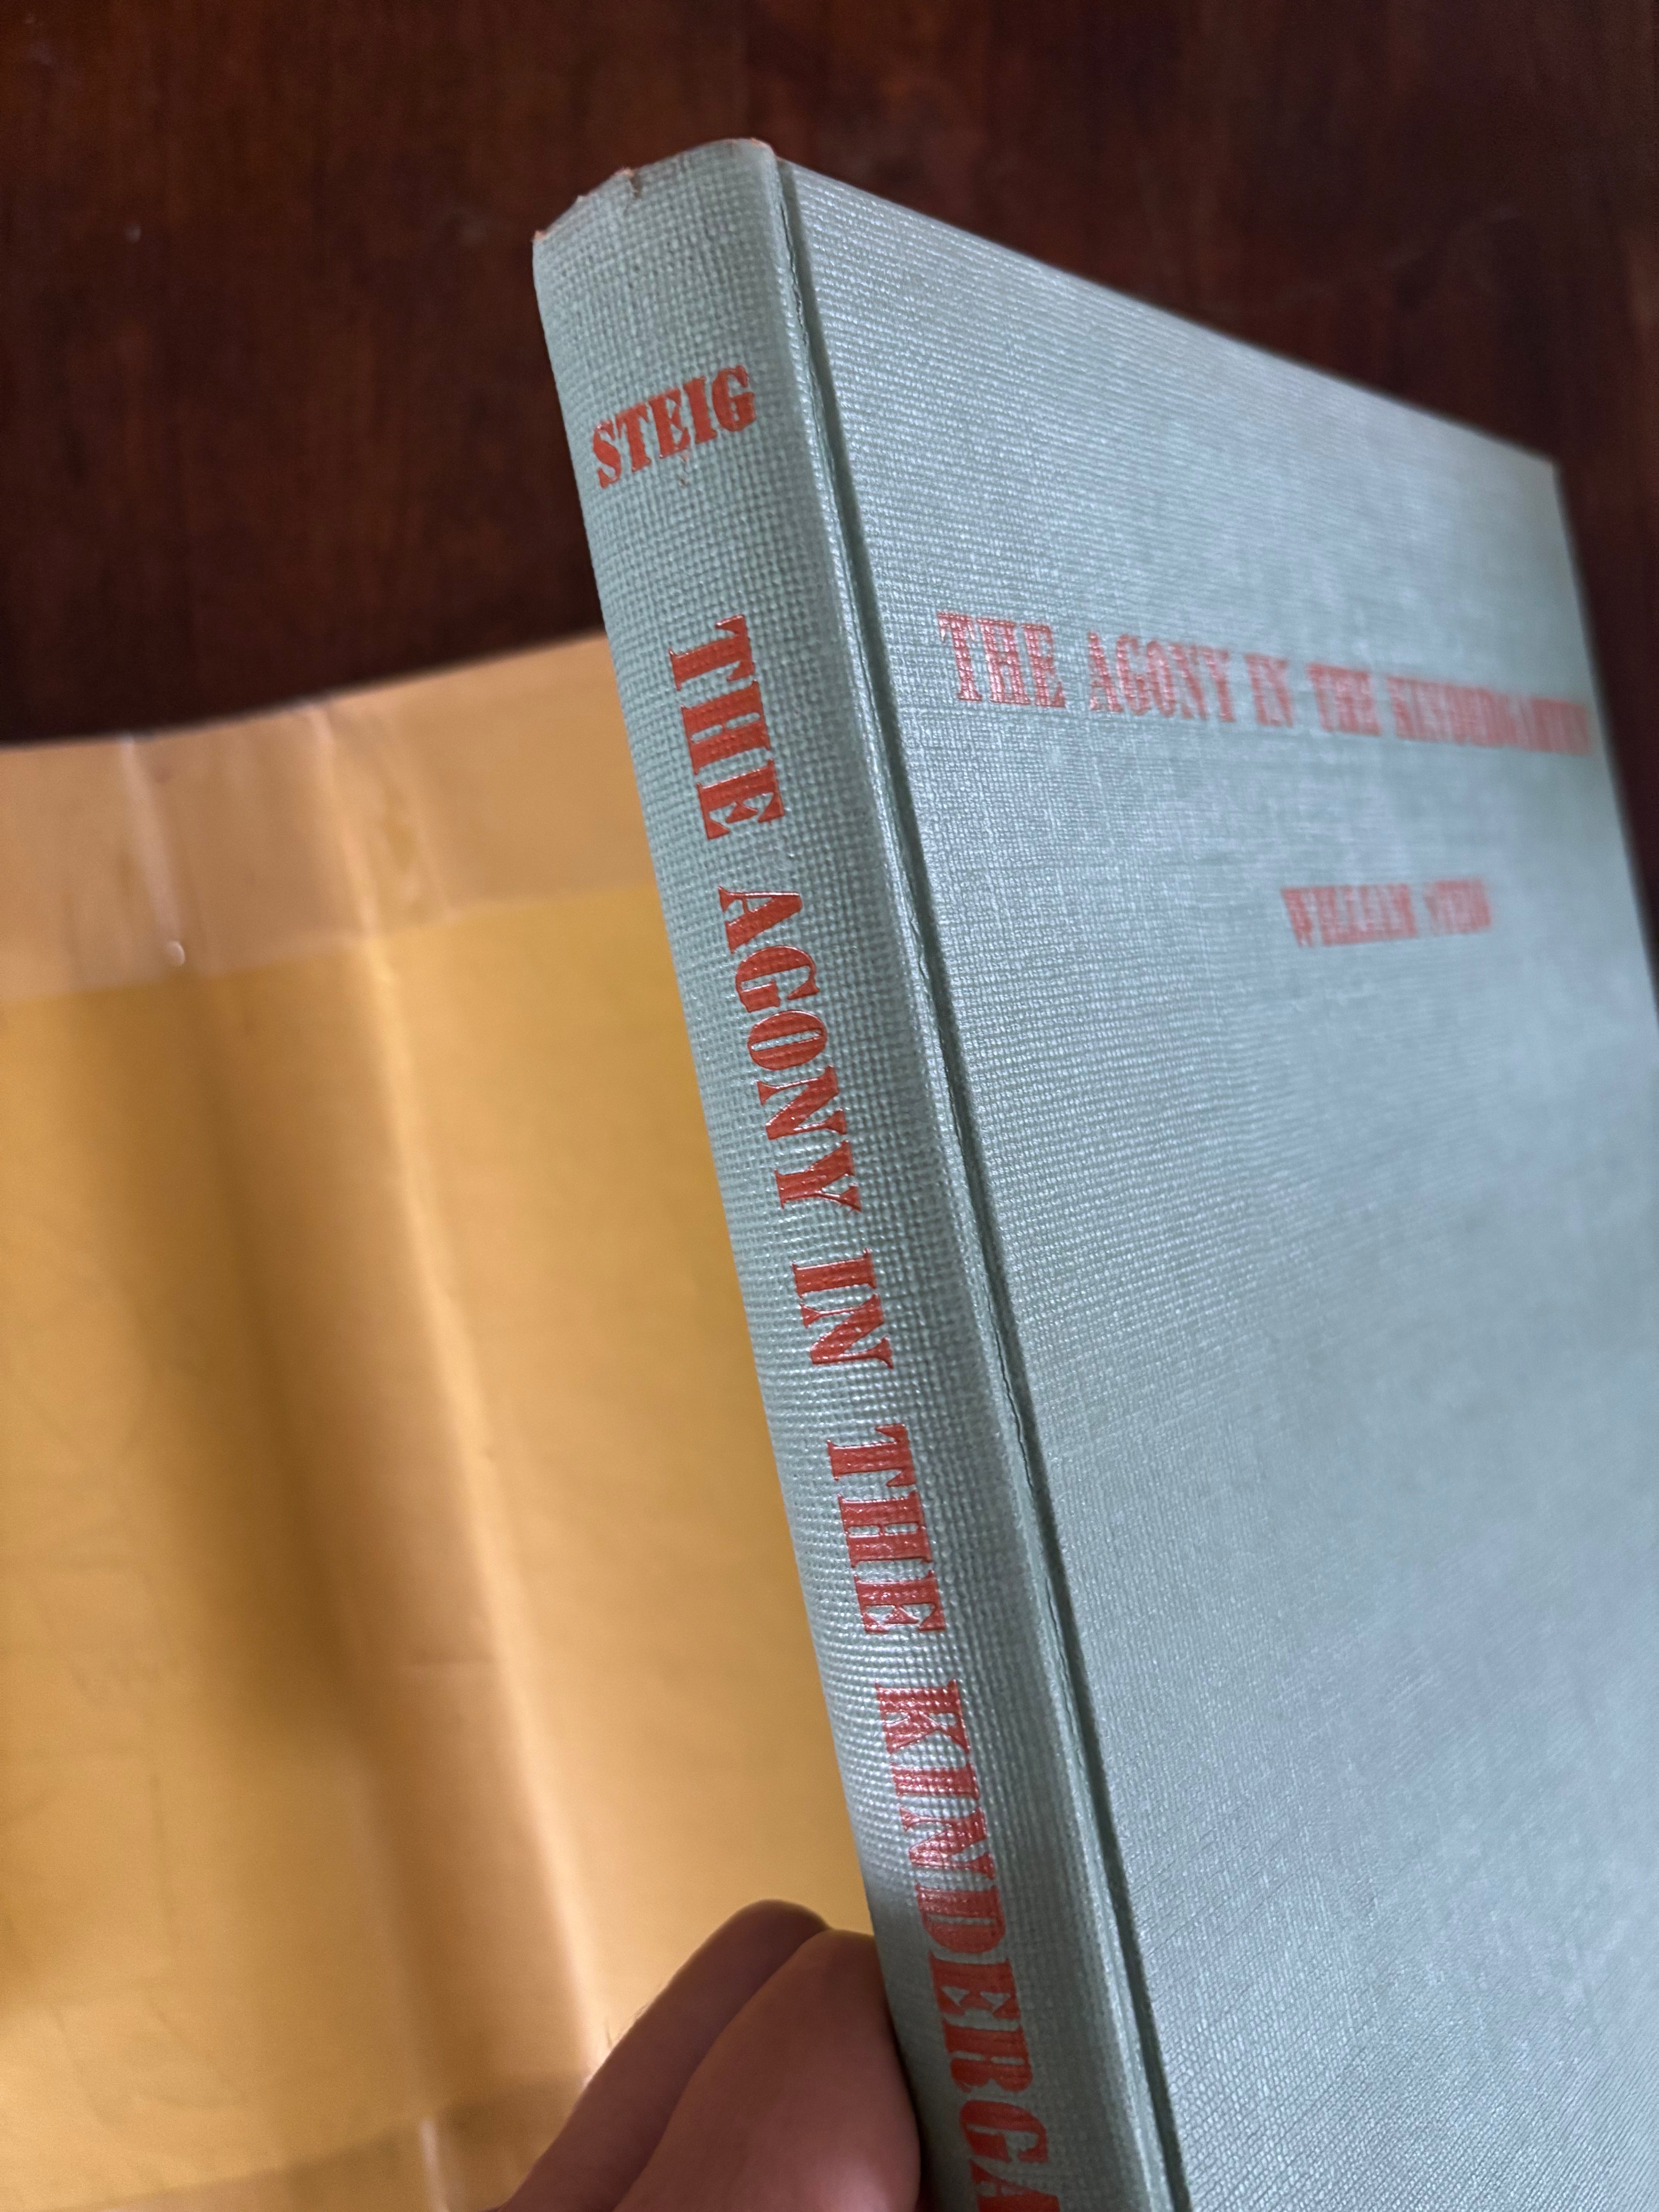 STEIG
THE AGONY IN THE KINDERGA
THE AGONY IN THE KINDERGARTEN
WILLIAM STEIG